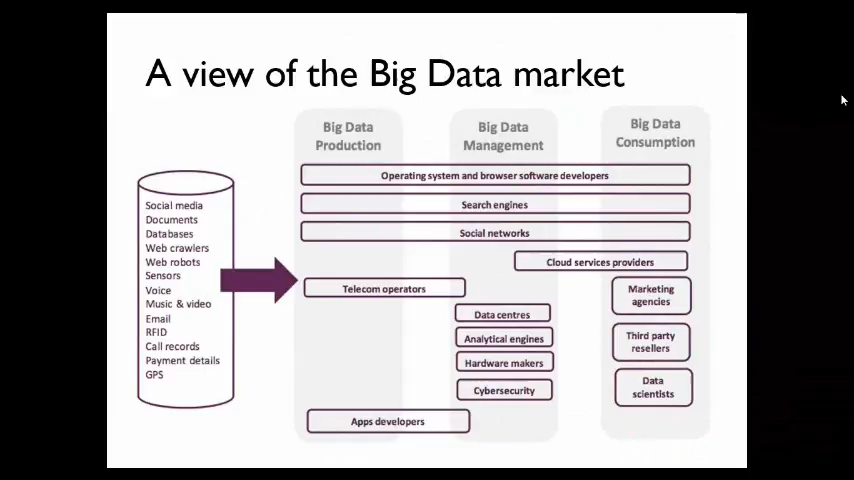 A view of the Big Data market
Big Data
Production
Big Data
Management
Big Data
Consumption
Social media
Documents
Databases
Web crawlers
Web robots
Sensors
Voice
Music & video
Email
RFID
Call records
Payment details
GPS
Operating system and browser software developers
Search engines
Social networks
Cloud services providers
Telecom operators
Marketing
agencies
Data centres
Analytical engines
Third party
resellers
Hardware makers
Cybersecurity
Data
scientists
Apps developers